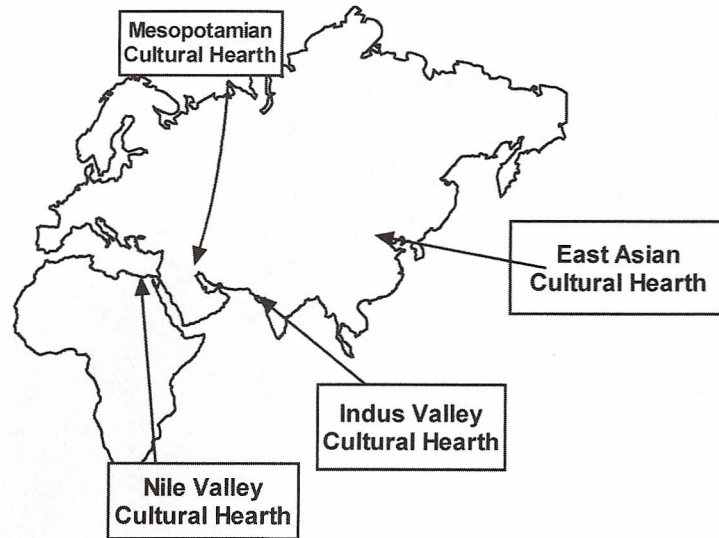 Mesopotamian
Cultural Hearth
East Asian
Cultural Hearth
Indus Valley
Cultural Hearth
Nile Valley
Cultural Hearth